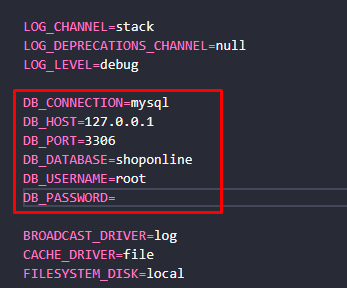 LOG_CHANNEL=stack
LOG_DEPRECATIONS_CHANNEL=null
LOG_LEVEL=debug
DB_CONNECTION=mysql
DB_HOST=127.0.0.1
DB_PORT=3306
DB_DATABASE=shoponline
DB_USERNAME=root
DB_PASSWORD=
BROADCAST_DRIVER=log
CACHE_DRIVER=file
FILESYSTEM_DISK=local